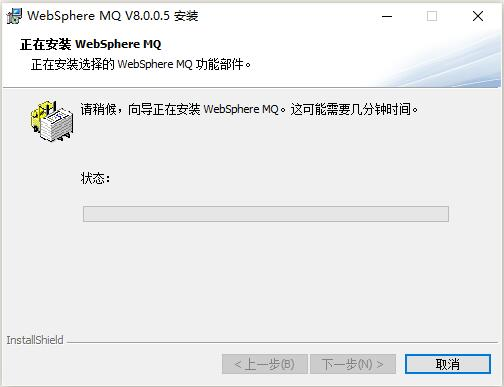 WebSphere MQ V8.0.0.5 安装
正在安装 WebSphere MQ
正在安装选择的 WebSphere MQ 功能部件。
请稍候，向导正在安装 WebSphere MQ。这可能需要几分钟时间。
状态：
InstallShield
< 上一步(B)
下一步(N) >
取消